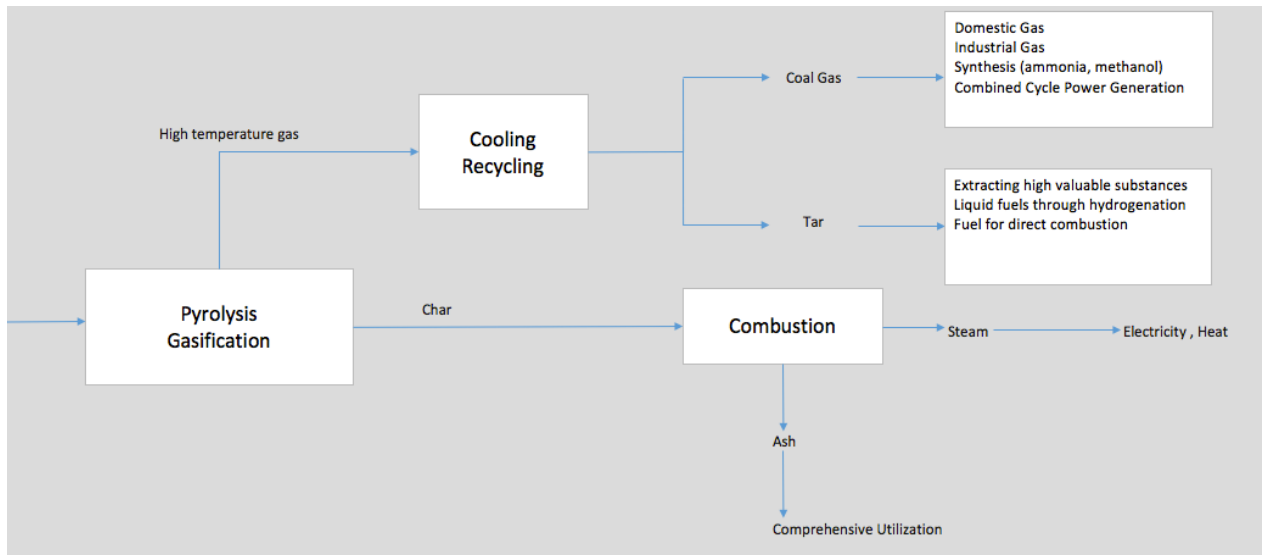 Domestic Gas
Industrial Gas
Synthesis (ammonia, methanol)
Combined Cycle Power Generation
Coal Gas
High temperature gas
Cooling
Recycling
Extracting high valuable substances
Liquid fuels through hydrogenation
Fuel for direct combustion
Tar
Pyrolysis
Gasification
Char
Combustion
Steam
Electricity , Heat
Ash
Comprehensive Utilization